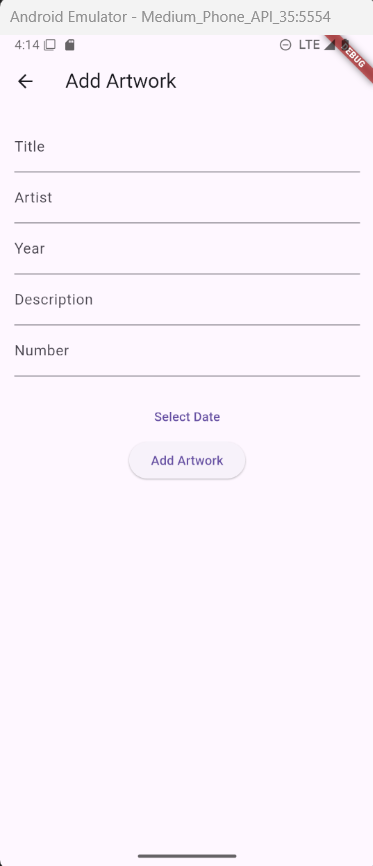 Android Emulator - Medium_Phone_API_35:5554
4:14 LTE
DEBUG
Add Artwork
Title
Artist
Year
Description
Number
Select Date
Add Artwork